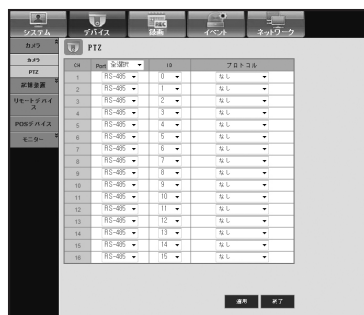 システム デバイス 録画 イベント ネットワーク
カメラ
カメラ
PTZ
記憶装置
リモートデバイス
POSデバイス
モニター
PTZ
CH Port 全選択 ID プロトコル
1 RS-485 0 なし
2 RS-485 1 なし
3 RS-485 2 なし
4 RS-485 3 なし
5 RS-485 4 なし
6 RS-485 5 なし
7 RS-485 6 なし
8 RS-485 7 なし
9 RS-485 8 なし
10 RS-485 9 なし
11 RS-485 10 なし
12 RS-485 11 なし
13 RS-485 12 なし
14 RS-485 13 なし
15 RS-485 14 なし
16 RS-485 15 なし
適用 終了